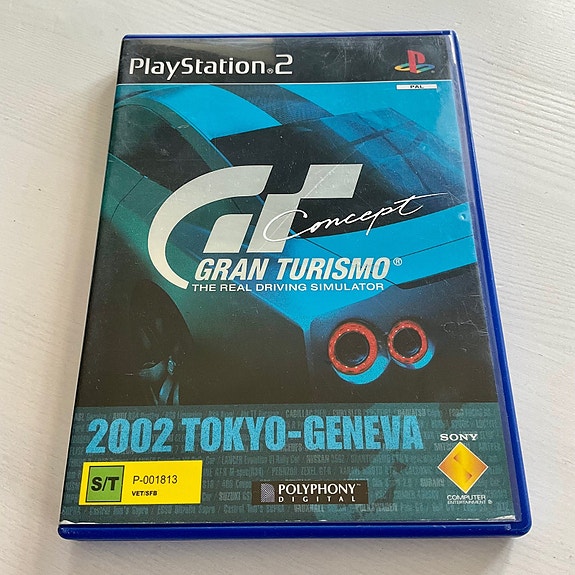 PlayStation®2
PAL
GT Concept
GRAN TURISMO®
THE REAL DRIVING SIMULATOR
2002 TOKYO-GENEVA
SONY
S/T
P-001813
VET/SFB
POLYPHONY
DIGITAL
COMPUTER
ENTERTAINMENT®